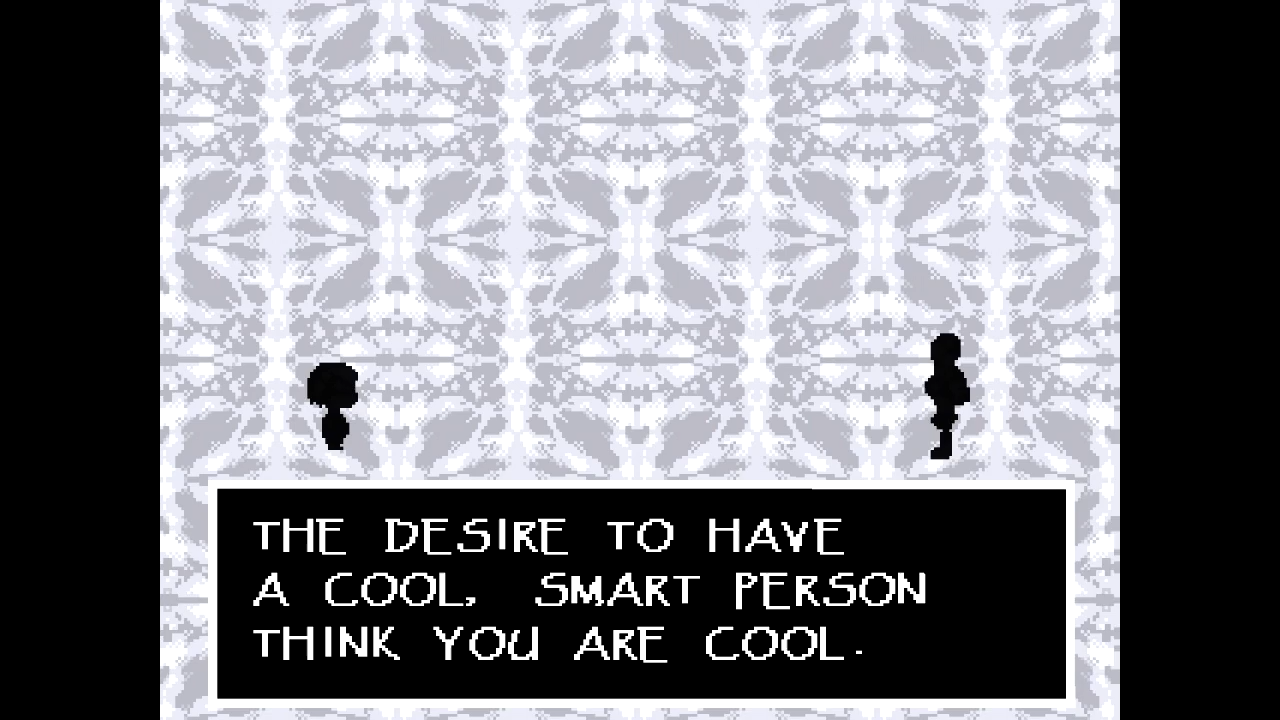 THE DESIRE TO HAVE
A COOL, SMART PERSON
THINK YOU ARE COOL.